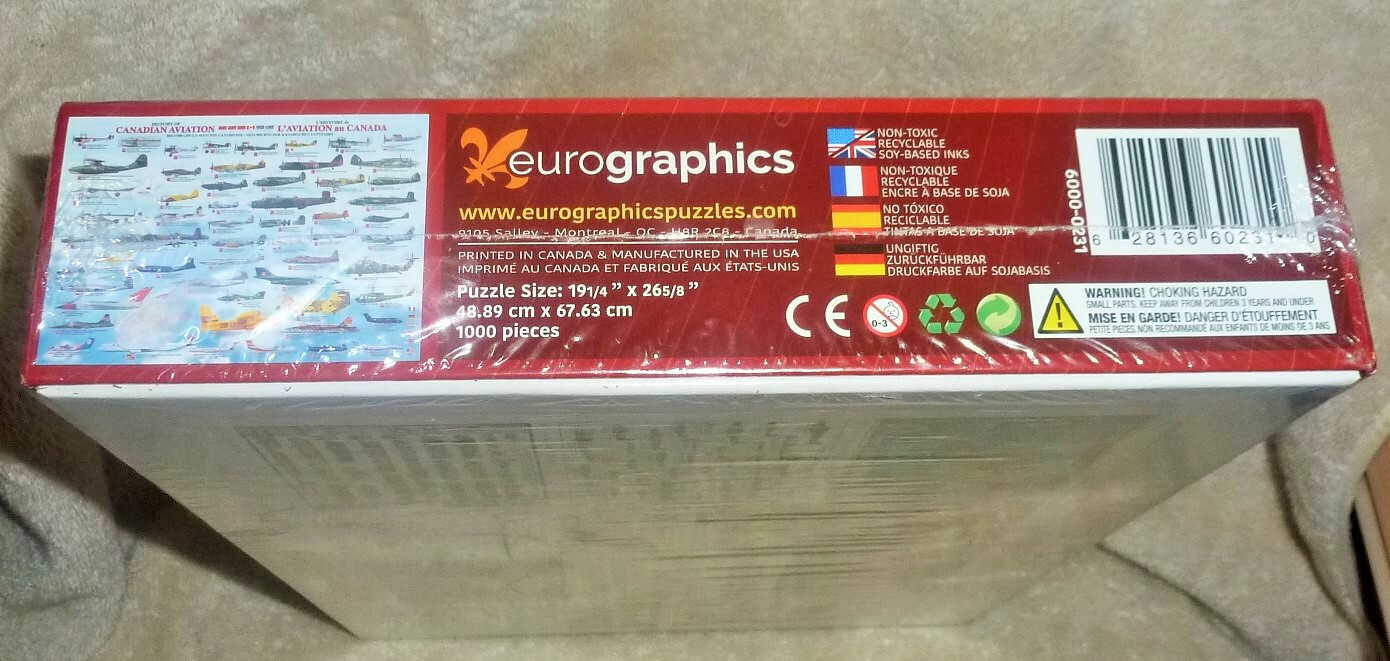 HISTORY OF
CANADIAN AVIATION
L'HISTOIRE de
L'AVIATION au CANADA
eurographics
www.eurographicspuzzles.com
9105 Salley - Montreal - QC - H8R 2C8 - Canada
PRINTED IN CANADA & MANUFACTURED IN THE USA
IMPRIMÉ AU CANADA ET FABRIQUÉ AUX ÉTATS-UNIS
Puzzle Size: 19 1/4 ” x 26 5/8 ”
48.89 cm x 67.63 cm
1000 pieces
NON-TOXIC
RECYCLABLE
SOY-BASED INKS
NON-TOXIQUE
RECYCLABLE
ENCRE À BASE DE SOJA
NO TÓXICO
RECICLABLE
TINTAS A BASE DE SOJA
UNGIFTIG
ZURÜCKFÜHRBAR
DRUCKFARBE AUF SOJABASIS
CE
0-3
6000-0231
6 28136 60231 0
WARNING! CHOKING HAZARD
SMALL PARTS. KEEP AWAY FROM CHILDREN 3 YEARS AND UNDER
MISE EN GARDE! DANGER D'ÉTOUFFEMENT
PETITE PIECES. NON RECOMMANDÉ AUX ENFANTS DE MOINS DE 3 ANS